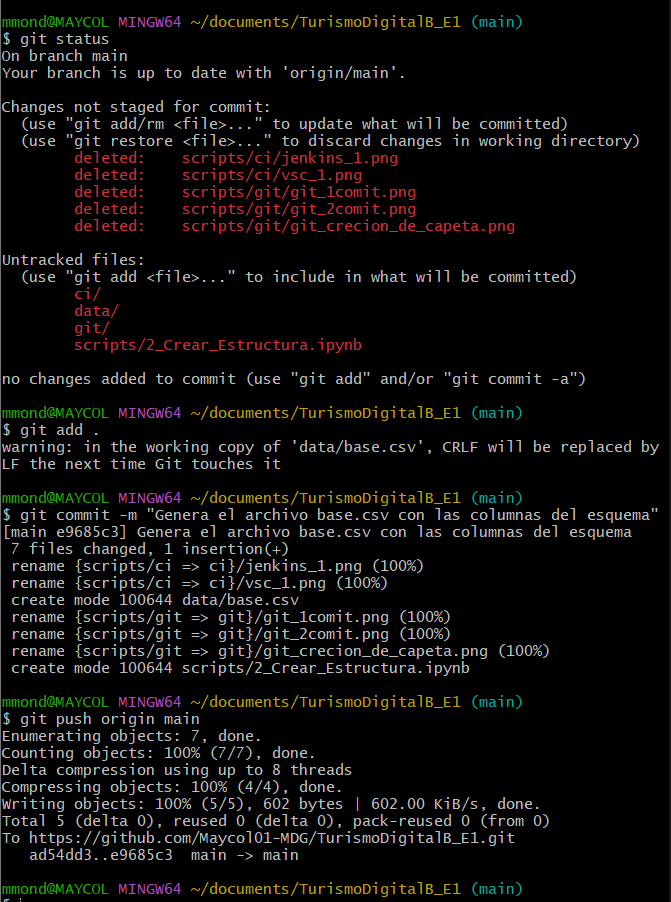 mmond@MAYCOL MINGW64 ~/documents/TurismoDigitalB_E1 (main)
$ git status
On branch main
Your branch is up to date with 'origin/main'.
Changes not staged for commit:
(use "git add/rm <file>..." to update what will be committed)
(use "git restore <file>..." to discard changes in working directory)
deleted: scripts/ci/jenkins_1.png
deleted: scripts/ci/vsc_1.png
deleted: scripts/git/git_1comit.png
deleted: scripts/git/git_2comit.png
deleted: scripts/git/git_crecion_de_capeta.png
Untracked files:
(use "git add <file>..." to include in what will be committed)
ci/
data/
git/
scripts/2_Crear_Estructura.ipynb
no changes added to commit (use "git add" and/or "git commit -a")
mmond@MAYCOL MINGW64 ~/documents/TurismoDigitalB_E1 (main)
$ git add .
warning: in the working copy of 'data/base.csv', CRLF will be replaced by
LF the next time Git touches it
mmond@MAYCOL MINGW64 ~/documents/TurismoDigitalB_E1 (main)
$ git commit -m "Genera el archivo base.csv con las columnas del esquema"
[main e9685c3] Genera el archivo base.csv con las columnas del esquema
7 files changed, 1 insertion(+)
rename {scripts/ci => ci}/jenkins_1.png (100%)
rename {scripts/ci => ci}/vsc_1.png (100%)
create mode 100644 data/base.csv
rename {scripts/git => git}/git_1comit.png (100%)
rename {scripts/git => git}/git_2comit.png (100%)
rename {scripts/git => git}/git_crecion_de_capeta.png (100%)
create mode 100644 scripts/2_Crear_Estructura.ipynb
mmond@MAYCOL MINGW64 ~/documents/TurismoDigitalB_E1 (main)
$ git push origin main
Enumerating objects: 7, done.
Counting objects: 100% (7/7), done.
Delta compression using up to 8 threads
Compressing objects: 100% (4/4), done.
Writing objects: 100% (5/5), 602 bytes | 602.00 KiB/s, done.
Total 5 (delta 0), reused 0 (delta 0), pack-reused 0 (from 0)
To https://github.com/Maycol01-MDG/TurismoDigitalB_E1.git
ad54dd3..e9685c3 main -> main
mmond@MAYCOL MINGW64 ~/documents/TurismoDigitalB_E1 (main)
$